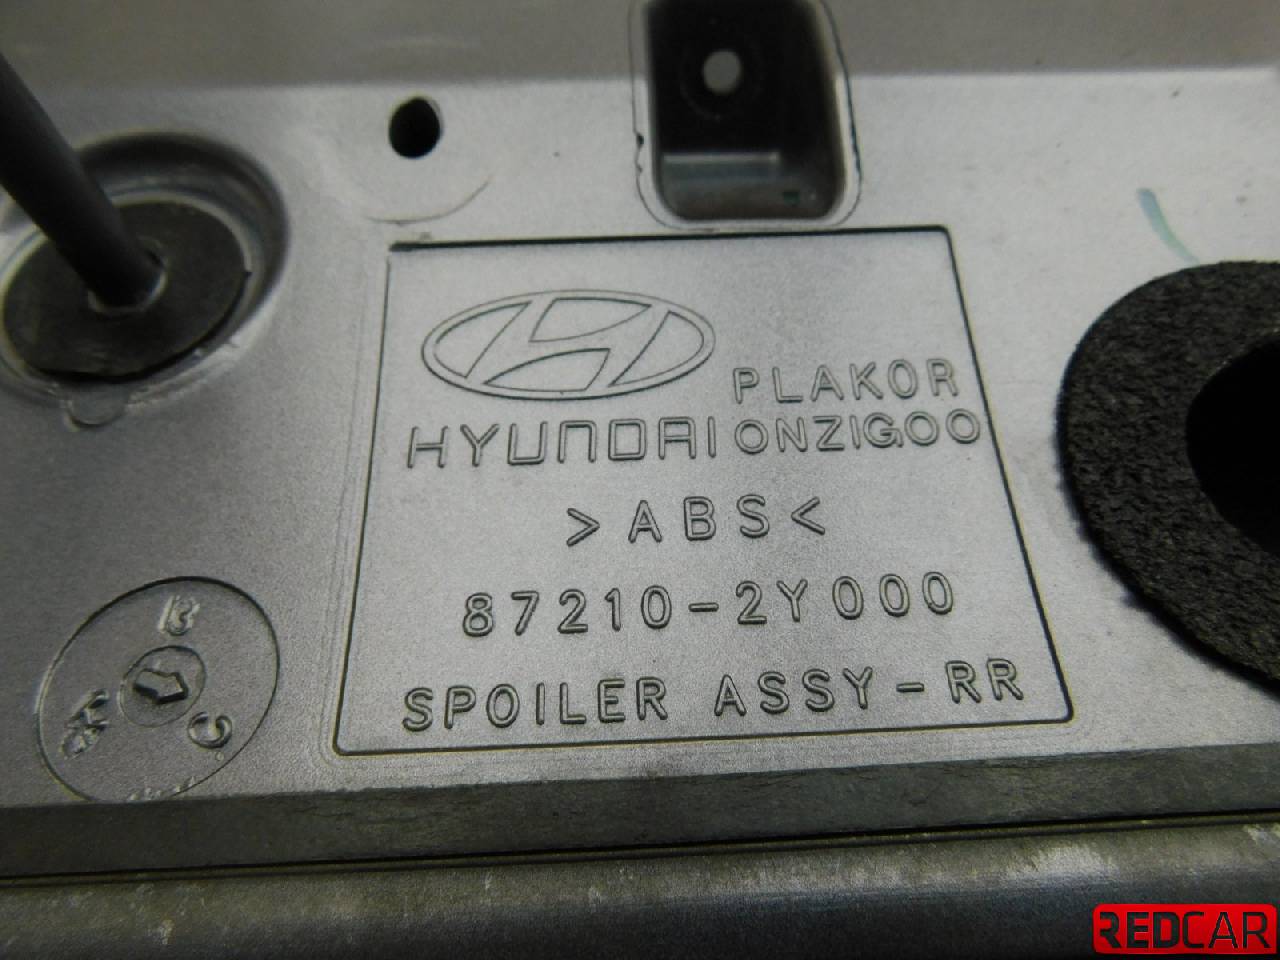 PLAKOR
HYUNDAI ONZIGOO
>ABS<
87210-2Y000
SPOILER ASSY-RR
B
C
REDCAR